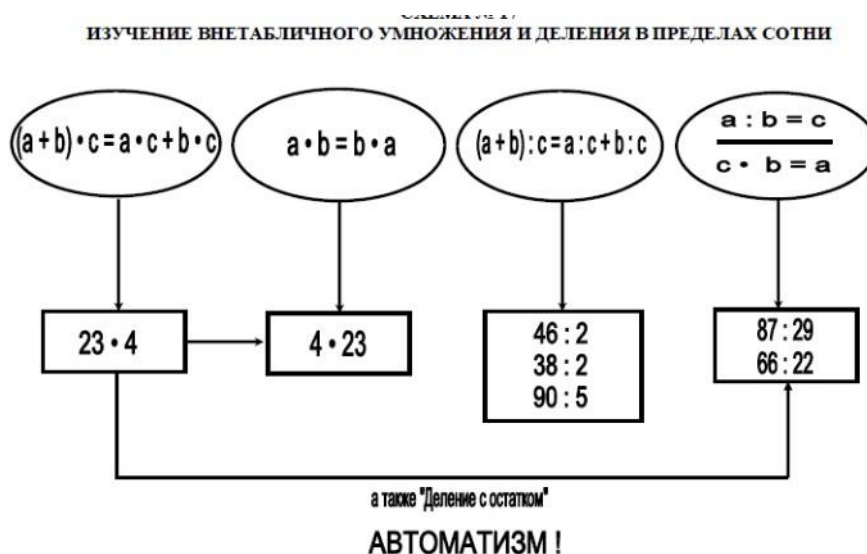 ИЗУЧЕНИЕ ВНЕТАБЛИЧНОГО УМНОЖЕНИЯ И ДЕЛЕНИЯ В ПРЕДЕЛАХ СОТНИ
(a + b) • c = a • c + b • c
a • b = b • a
(a + b) : c = a : c + b : c
a : b = c
c • b = a
23 • 4
4 • 23
46 : 2
38 : 2
90 : 5
87 : 29
66 : 22
а также "Деление с остатком"
АВТОМАТИЗМ !